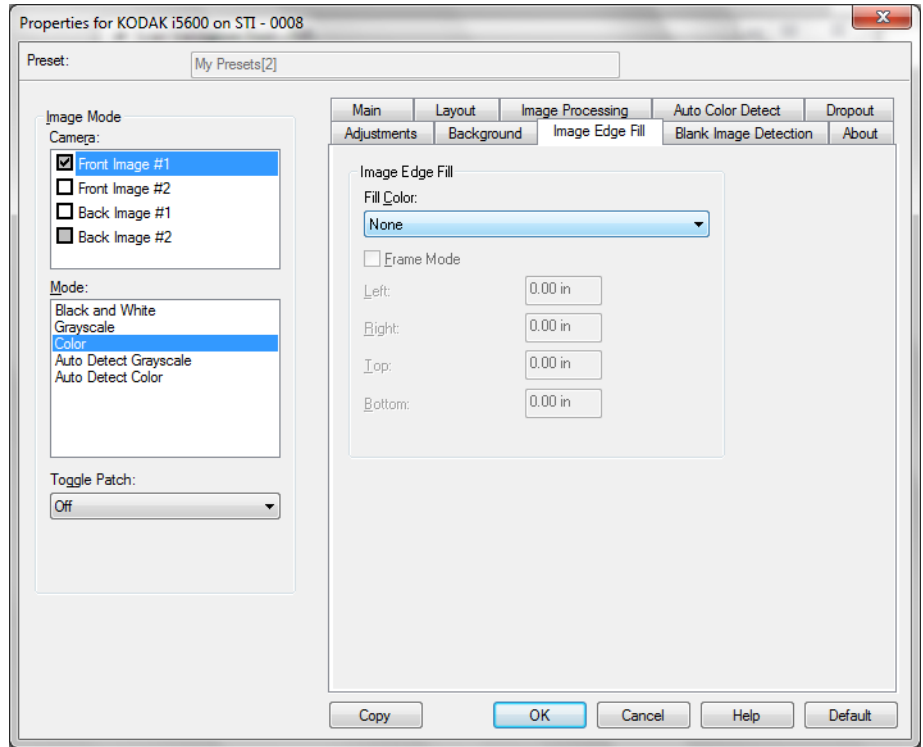 Properties for KODAK i5600 on STI - 0008
Preset: My Presets[2]
Image Mode
Camera:
Front Image #1
Front Image #2
Back Image #1
Back Image #2
Mode:
Black and White
Grayscale
Color
Auto Detect Grayscale
Auto Detect Color
Toggle Patch:
Off
Main Layout Image Processing Auto Color Detect Dropout
Adjustments Background Image Edge Fill Blank Image Detection About
Image Edge Fill
Fill Color:
None
Frame Mode
Left: 0.00 in
Right: 0.00 in
Top: 0.00 in
Bottom: 0.00 in
Copy OK Cancel Help Default